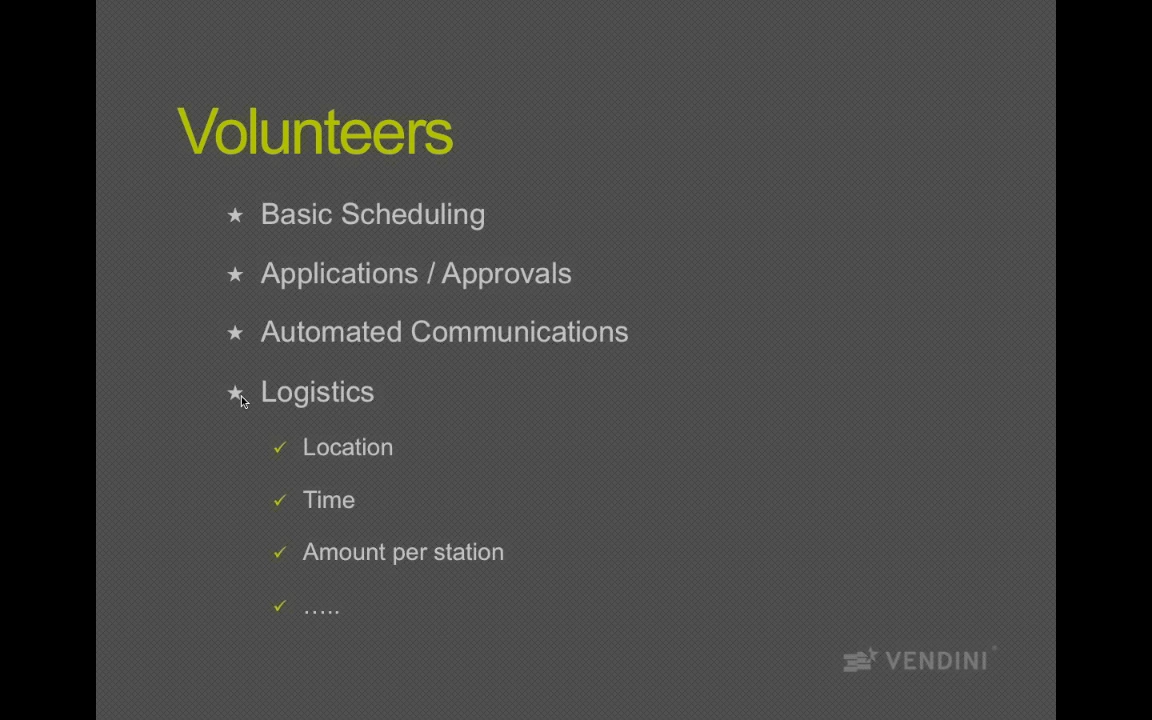 Volunteers
Basic Scheduling
Applications / Approvals
Automated Communications
Logistics
Location
Time
Amount per station
…..
VENDINI